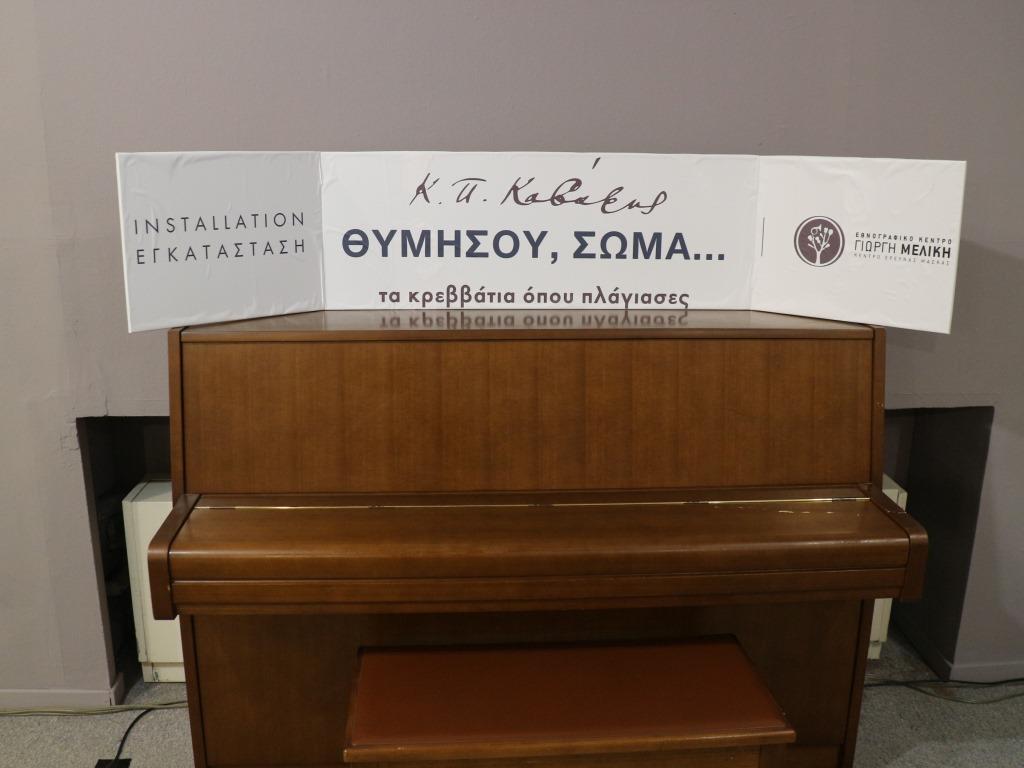 INSTALLATION
ΕΓΚΑΤΑΣΤΑΣΗ
Κ. Π. Καβάφης
ΘΥΜΗΣΟΥ, ΣΩΜΑ...
τα κρεββάτια όπου πλάγιασες
ΕΘΝΟΓΡΑΦΙΚΟ ΚΕΝΤΡΟ
ΓΙΩΡΓΗ ΜΕΛΙΚΗ
ΚΕΝΤΡΟ ΕΡΕΥΝΑΣ ΜΑΣΚΑΣ